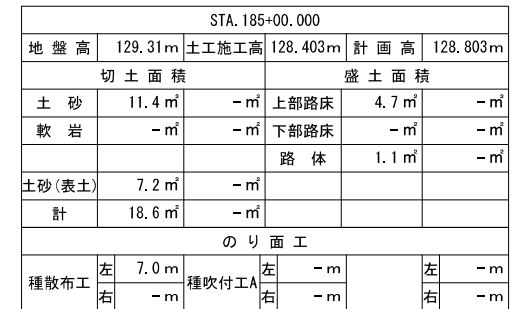 STA.185+00.000
地盤高 129.31m 土工施工高 128.403m 計画高 128.803m
切土面積 盛土面積
土砂 11.4㎡ -㎡ 上部路床 4.7㎡ -㎡
軟岩 -㎡ -㎡ 下部路床 -㎡ -㎡
路体 1.1㎡ -㎡
土砂(表土) 7.2㎡ -㎡
計 18.6㎡ -㎡
のり面工
種散布工 左 7.0m 種吹付工A 左 -m 左 -m
右 -m 右 -m 右 -m